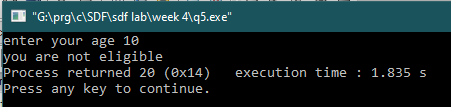 "G:\prg\c\SDF\sdf lab\week 4\q5.exe"
enter your age 10
you are not eligible
Process returned 20 (0x14)   execution time : 1.835 s
Press any key to continue.